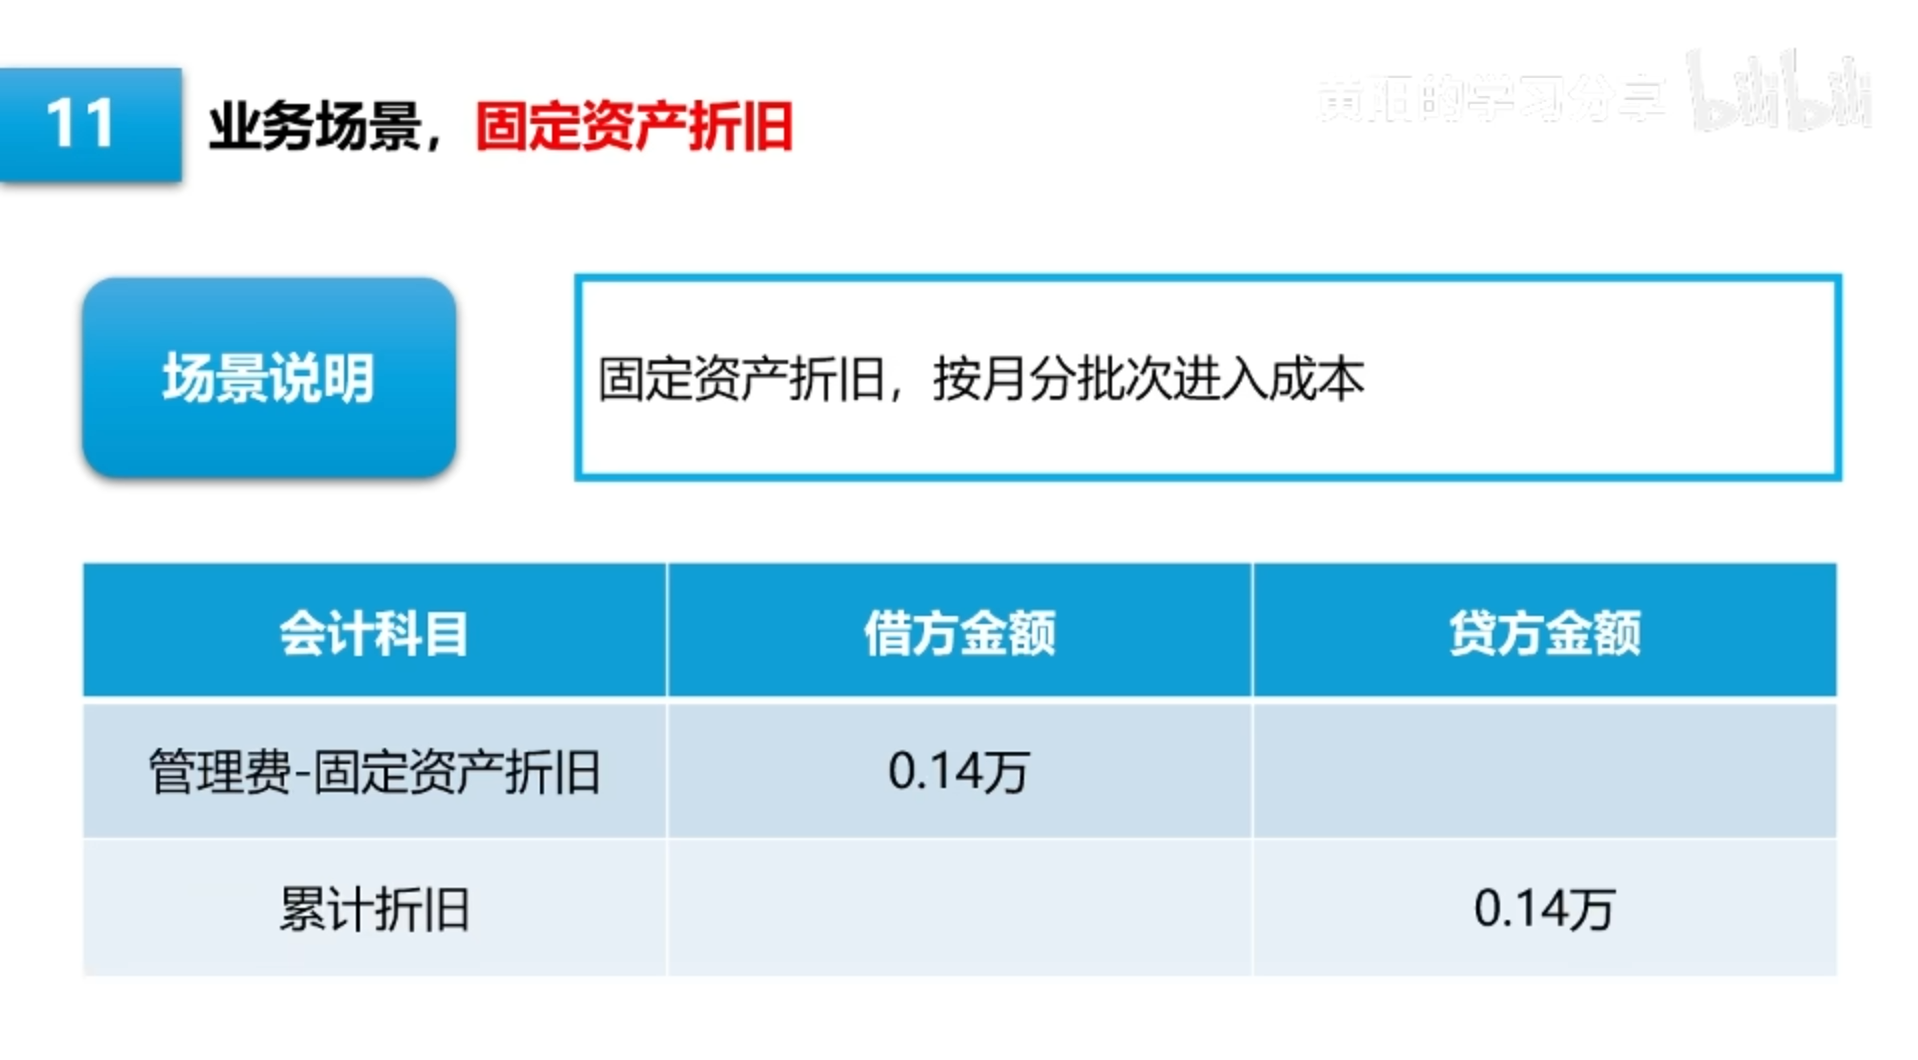 黄阳的学习分享 bilibili
11 业务场景，固定资产折旧
场景说明
固定资产折旧，按月分批次进入成本
会计科目 借方金额 贷方金额
管理费-固定资产折旧 0.14万
累计折旧 0.14万